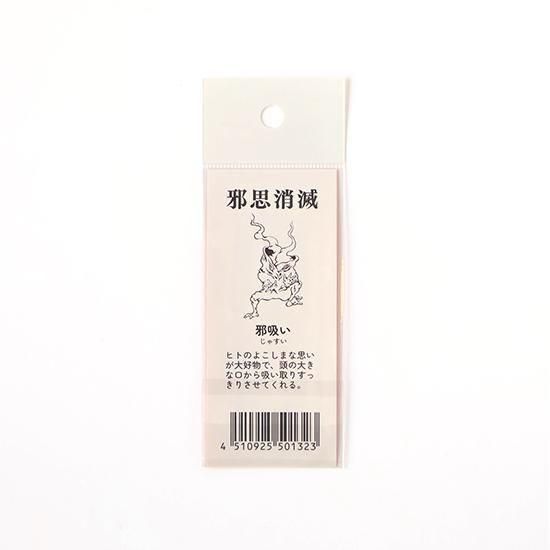 邪思消滅
邪吸い
じゃすい
ヒトのよこしまな思い
が大好物で、頭の大き
な口から吸い取りすっ
きりさせてくれる。
4 510925 501323